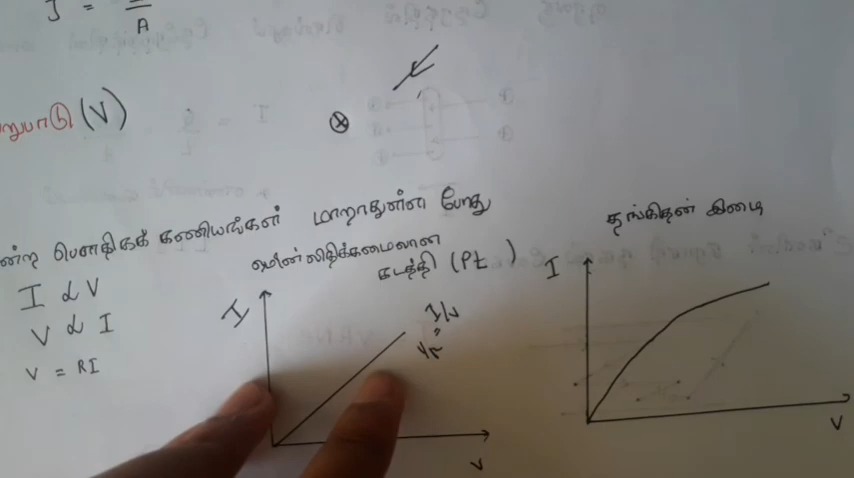 J = I/A
றுபாடு (V)
ன்ற பௌதிகக் கணியங்கள் மாறாதுள்ள போது
I ∝ V
V ∝ I
V = RI
ஓமின் விதிக்கமைவான
கடத்தி (Pt)
I
I/V
V
தங்கிதன் இழை
I
V